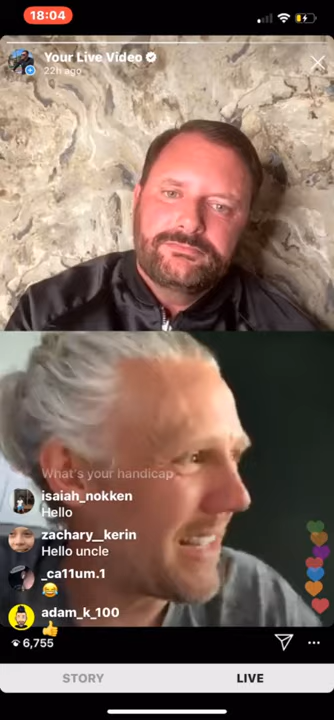 18:04
Your Live Video
22h ago
What's your handicap
isaiah_nokken
Hello
zachary__kerin
Hello uncle
_ca11um.1
😂
adam_k_100
👍
6,755
STORY
LIVE